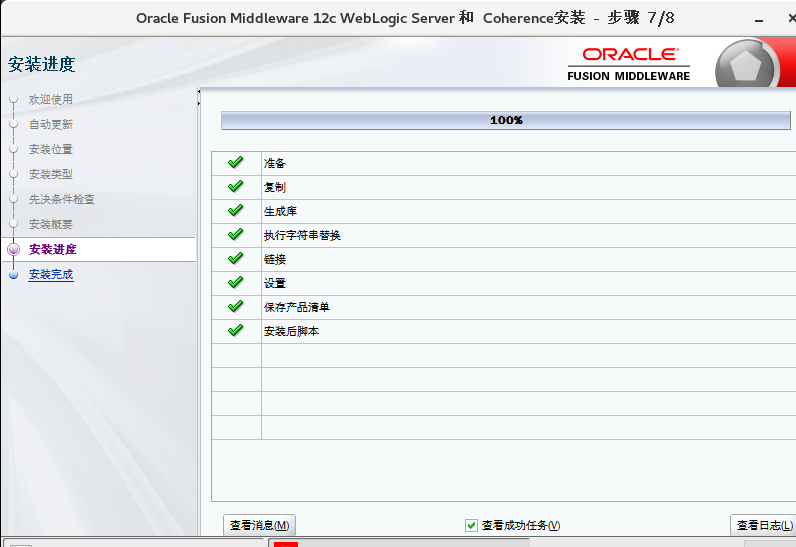 Oracle Fusion Middleware 12c WebLogic Server 和 Coherence安装 - 步骤 7/8
安装进度
ORACLE
FUSION MIDDLEWARE
欢迎使用
自动更新
安装位置
安装类型
先决条件检查
安装概要
安装进度
安装完成
100%
准备
复制
生成库
执行字符串替换
链接
设置
保存产品清单
安装后脚本
查看消息(M)
查看成功任务(V)
查看日志(L)